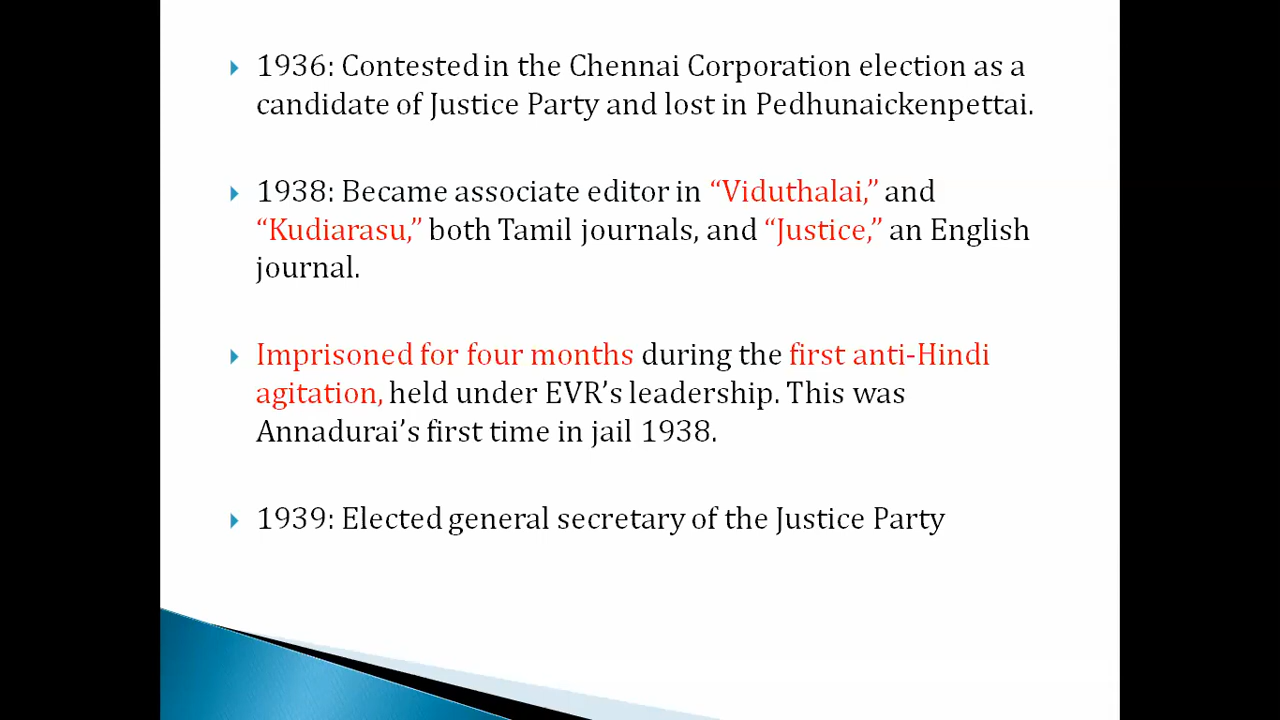 1936: Contested in the Chennai Corporation election as a
candidate of Justice Party and lost in Pedhunaickenpettai.
1938: Became associate editor in “Viduthalai,” and
“Kudiarasu,” both Tamil journals, and “Justice,” an English
journal.
Imprisoned for four months during the first anti-Hindi
agitation, held under EVR’s leadership. This was
Annadurai’s first time in jail 1938.
1939: Elected general secretary of the Justice Party